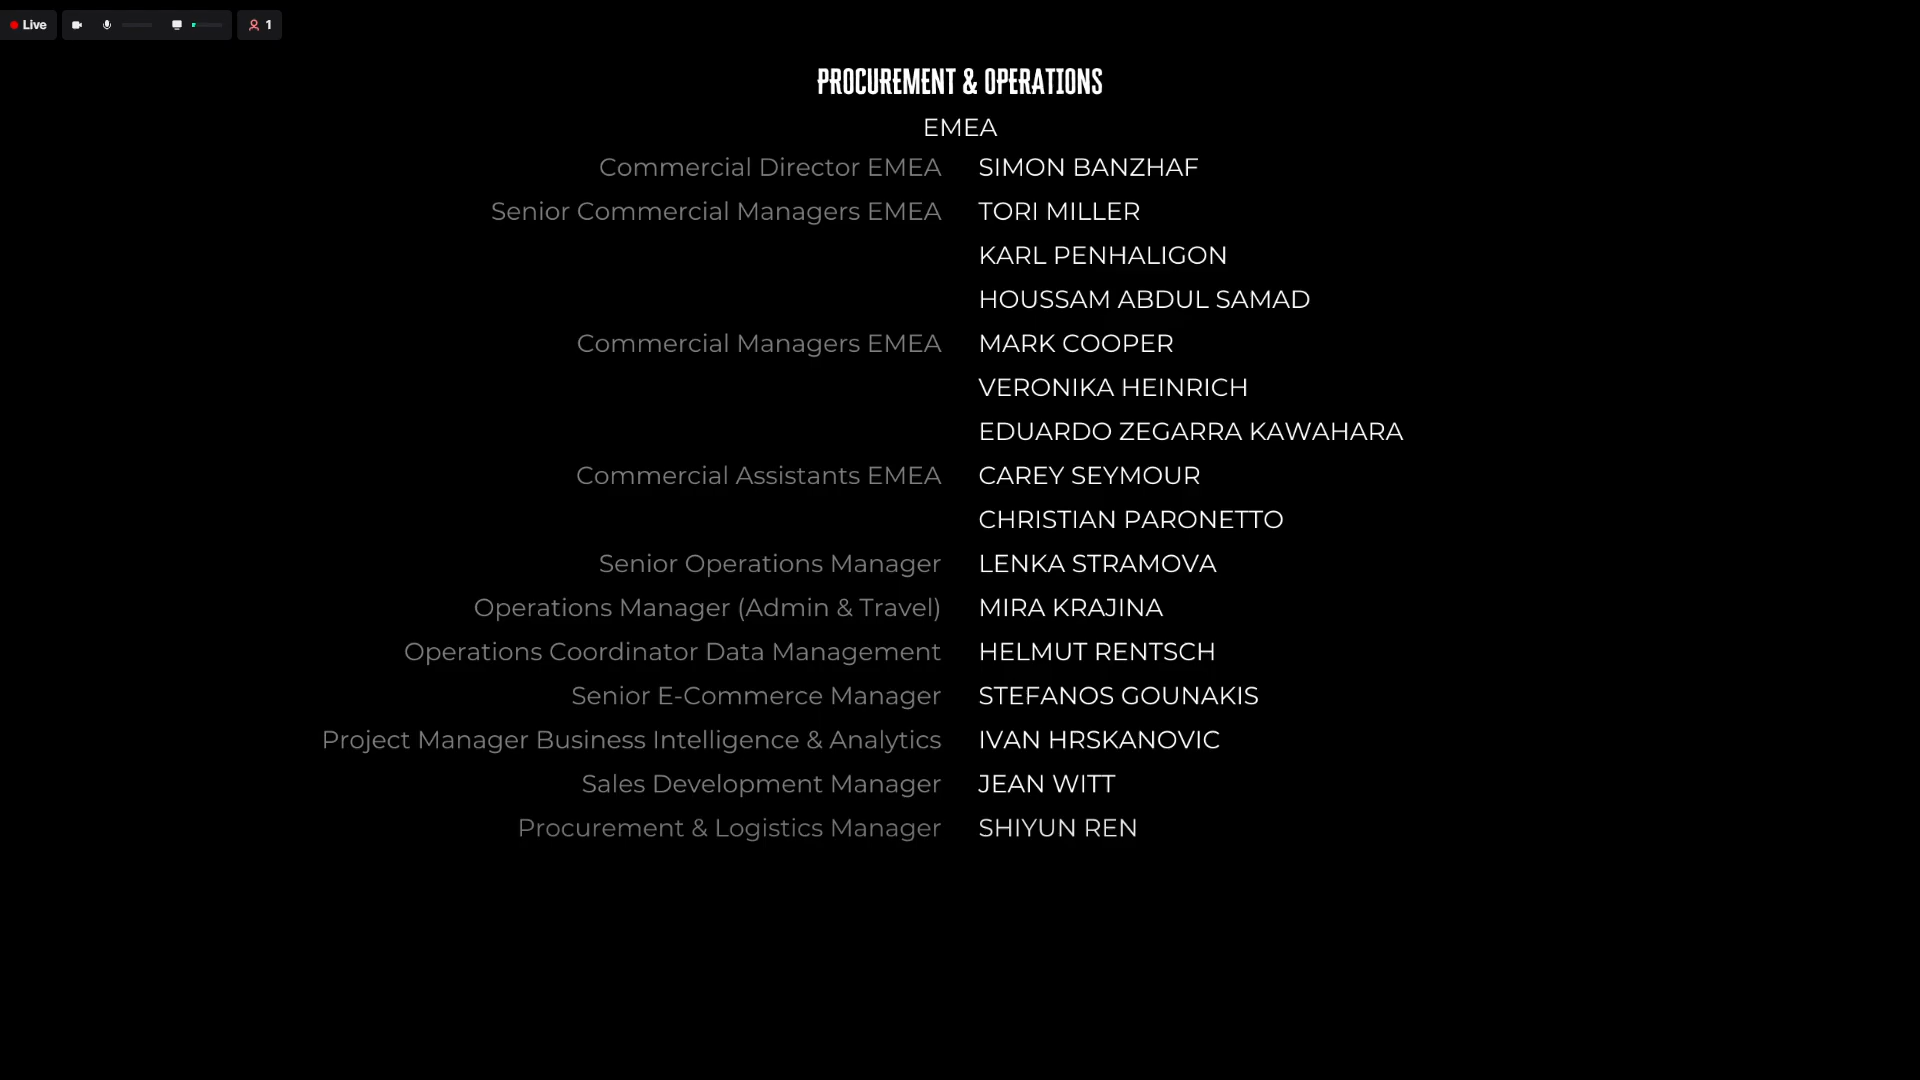 Live
1
PROCUREMENT & OPERATIONS
EMEA
Commercial Director EMEA SIMON BANZHAF
Senior Commercial Managers EMEA TORI MILLER
KARL PENHALIGON
HOUSSAM ABDUL SAMAD
Commercial Managers EMEA MARK COOPER
VERONIKA HEINRICH
EDUARDO ZEGARRA KAWAHARA
Commercial Assistants EMEA CAREY SEYMOUR
CHRISTIAN PARONETTO
Senior Operations Manager LENKA STRAMOVA
Operations Manager (Admin & Travel) MIRA KRAJINA
Operations Coordinator Data Management HELMUT RENTSCH
Senior E-Commerce Manager STEFANOS GOUNAKIS
Project Manager Business Intelligence & Analytics IVAN HRSKANOVIC
Sales Development Manager JEAN WITT
Procurement & Logistics Manager SHIYUN REN